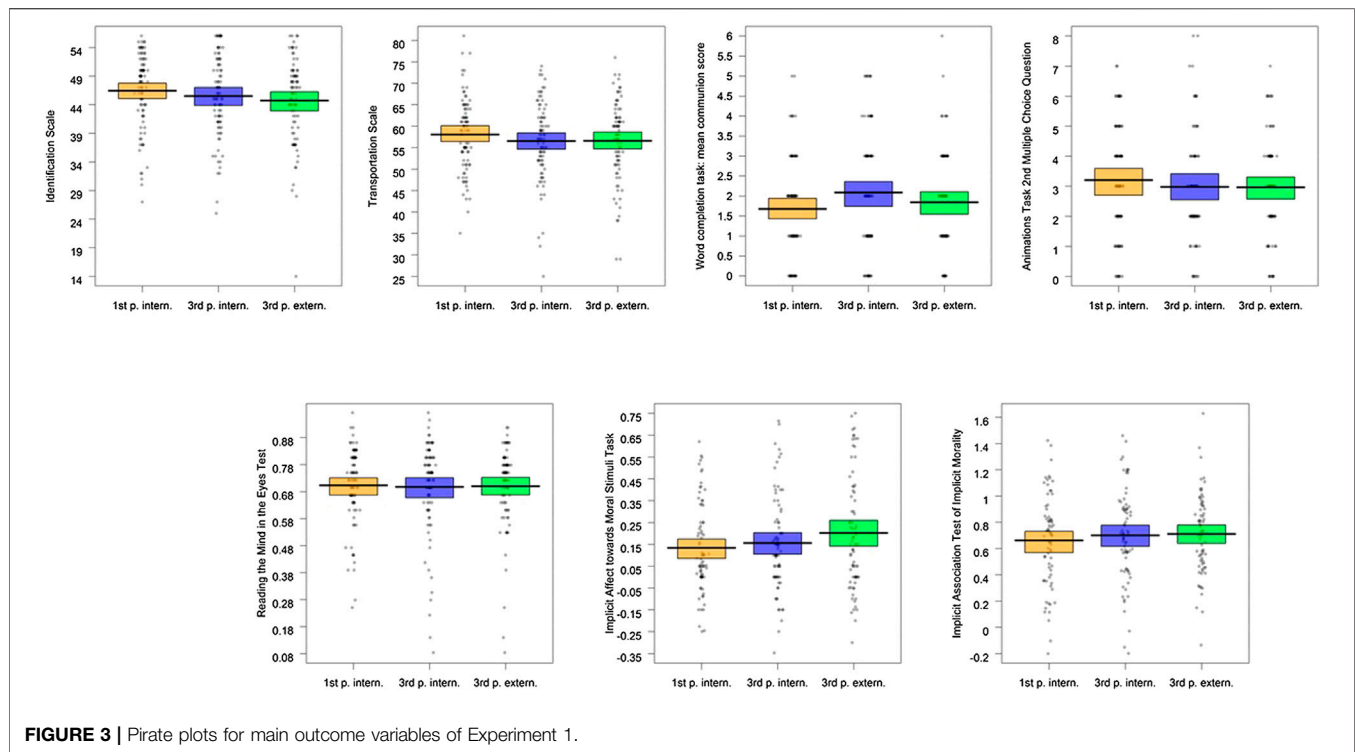 Identification Scale
54
49
44
39
34
29
24
19
14
1st p. intern.
3rd p. intern.
3rd p. extern.
Transportation Scale
80
75
70
65
60
55
50
45
40
35
30
25
1st p. intern.
3rd p. intern.
3rd p. extern.
Word completion task: mean communion score
6
5.5
5
4.5
4
3.5
3
2.5
2
1.5
1
0.5
0
1st p. intern.
3rd p. intern.
3rd p. extern.
Animations Task 2nd Multiple Choice Question
8
7
6
5
4
3
2
1
0
1st p. intern.
3rd p. intern.
3rd p. extern.
Reading the Mind in the Eyes Test
0.88
0.78
0.68
0.58
0.48
0.38
0.28
0.18
0.08
1st p. intern.
3rd p. intern.
3rd p. extern.
Implicit Affect towards Moral Stimuli Task
0.75
0.65
0.55
0.45
0.35
0.25
0.15
0.05
-0.05
-0.15
-0.25
-0.35
1st p. intern.
3rd p. intern.
3rd p. extern.
Implicit Association Test of Implicit Morality
1.6
1.4
1.2
1
0.8
0.6
0.4
0.2
0
-0.2
1st p. intern.
3rd p. intern.
3rd p. extern.
FIGURE 3 | Pirate plots for main outcome variables of Experiment 1.